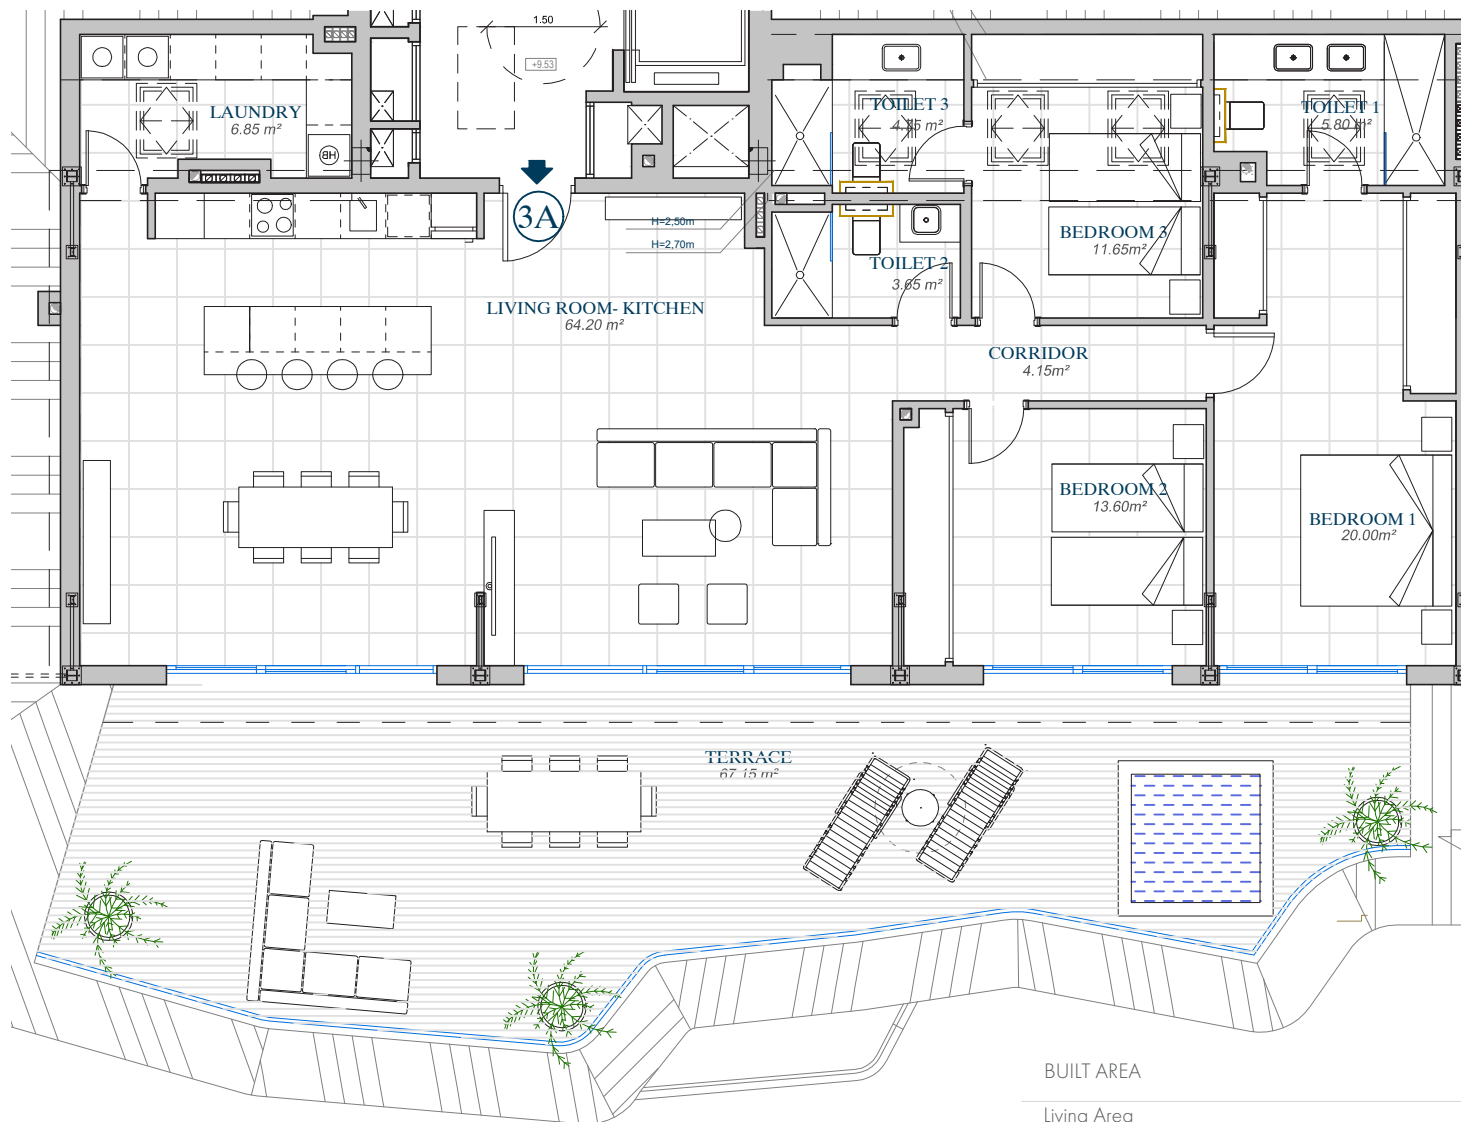 1.50
+9.53
LAUNDRY
6.85 m²
HB
TOILET 3
TOILET 1
5.80 m²
3A
H=2,50m
H=2,70m
BEDROOM 3
11.65m²
TOILET 2
3.65 m²
LIVING ROOM- KITCHEN
64.20 m²
CORRIDOR
4.15m²
BEDROOM 2
13.60m²
BEDROOM 1
20.00m²
TERRACE
67.15 m²
BUILT AREA
Living Area